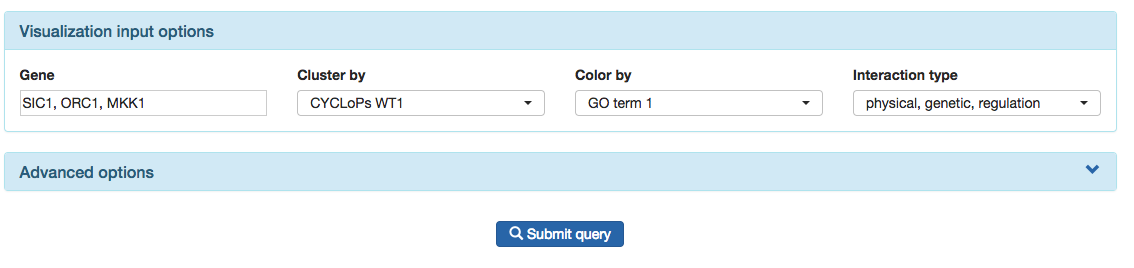 Visualization input options
Gene Cluster by Color by Interaction type
SIC1, ORC1, MKK1 CYCLoPs WT1 GO term 1 physical, genetic, regulation
Advanced options
Submit query